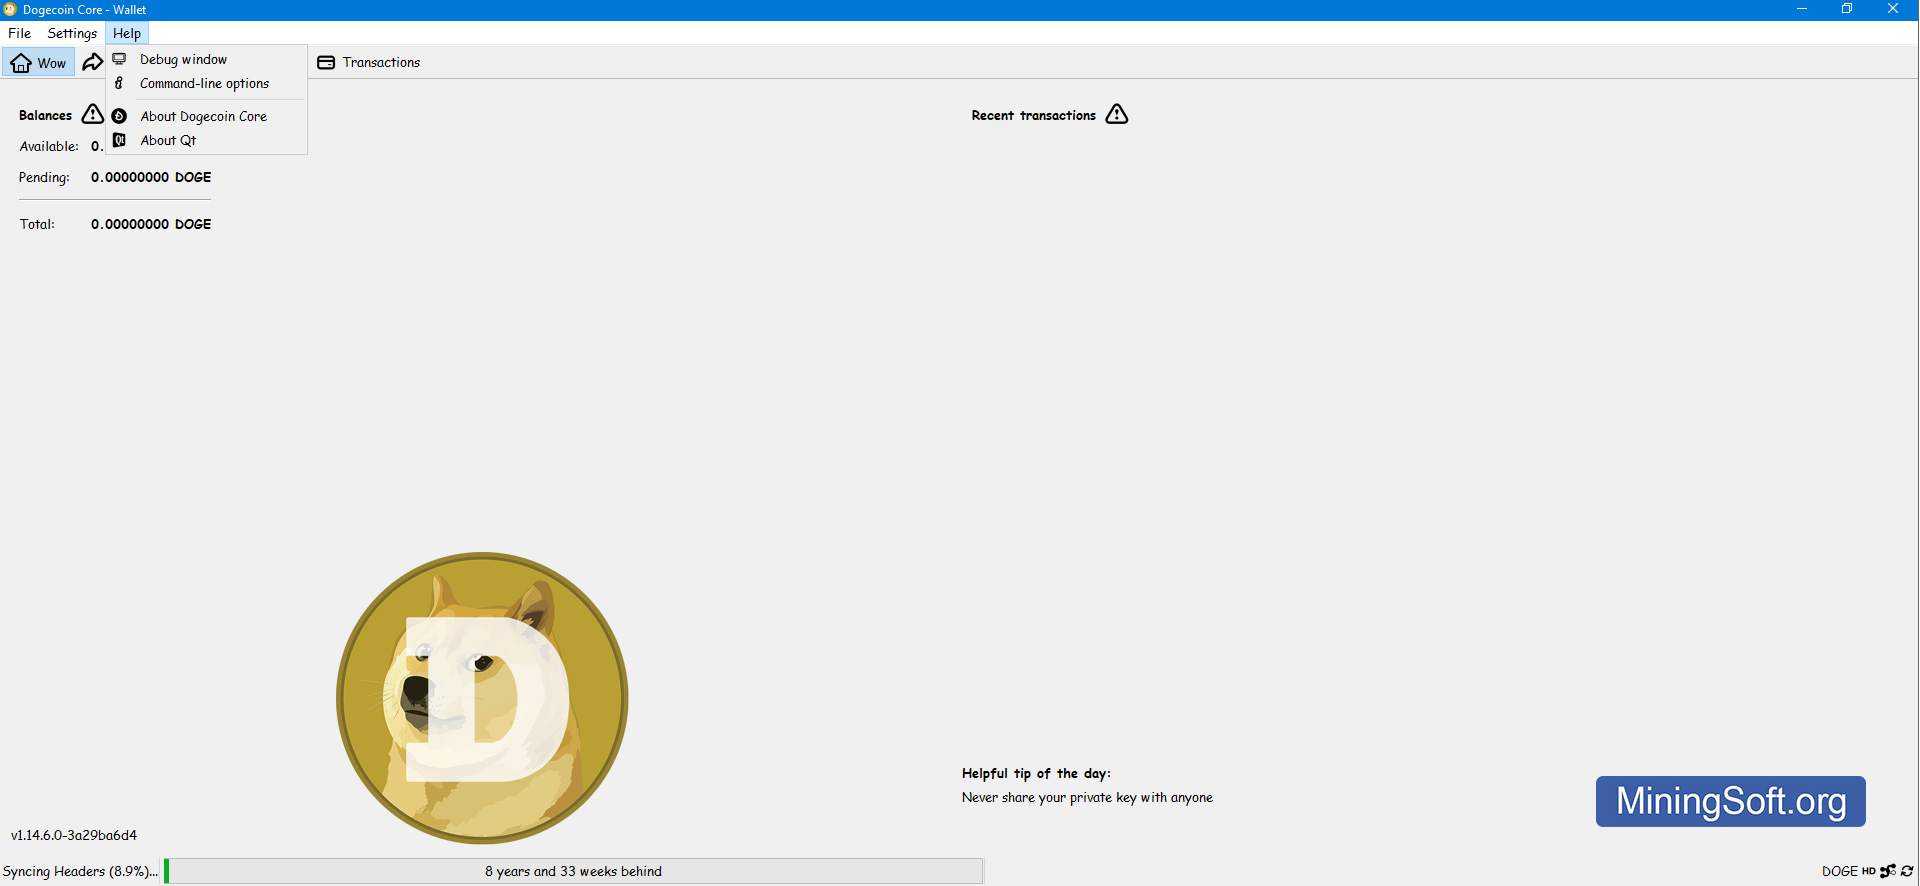 Dogecoin Core - Wallet
File Settings Help
Wow Transactions
Debug window
Command-line options
About Dogecoin Core
About Qt
Balances
Available: 0.
Pending: 0.00000000 DOGE
Total: 0.00000000 DOGE
Recent transactions
D
Helpful tip of the day:
Never share your private key with anyone
MiningSoft.org
v1.14.6.0-3a29ba6d4
Syncing Headers (8.9%)... 8 years and 33 weeks behind DOGE HD